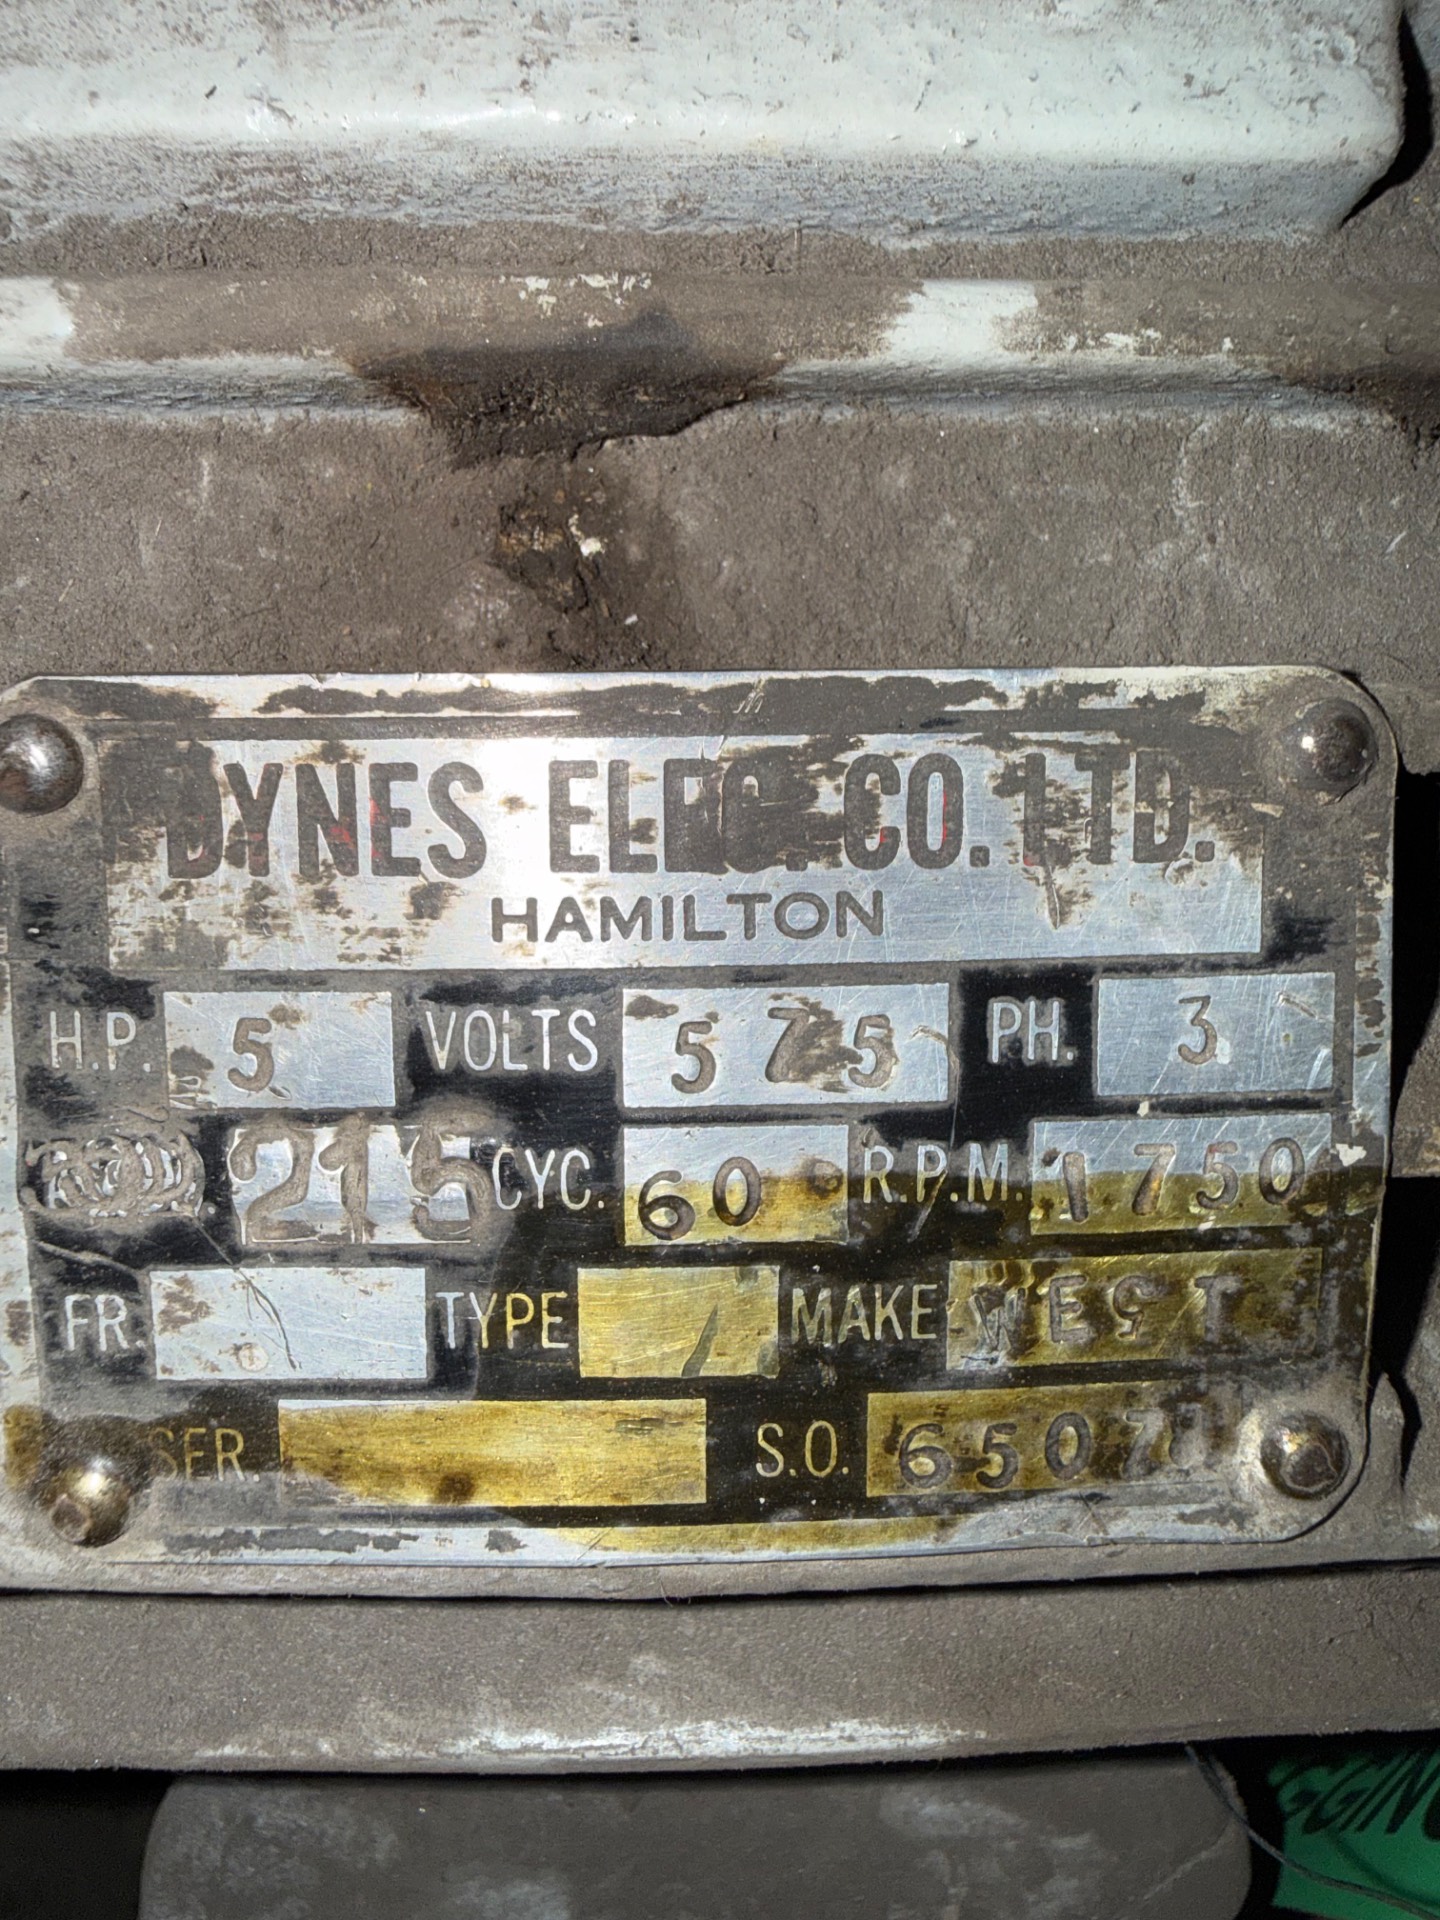 DYNES ELEC. CO. LTD.
HAMILTON
H.P. 5 VOLTS 575 PH. 3
215 CYC. 60 R.P.M. 1750
FR. TYPE MAKE WEST
SER. S.O. 6507
GGING